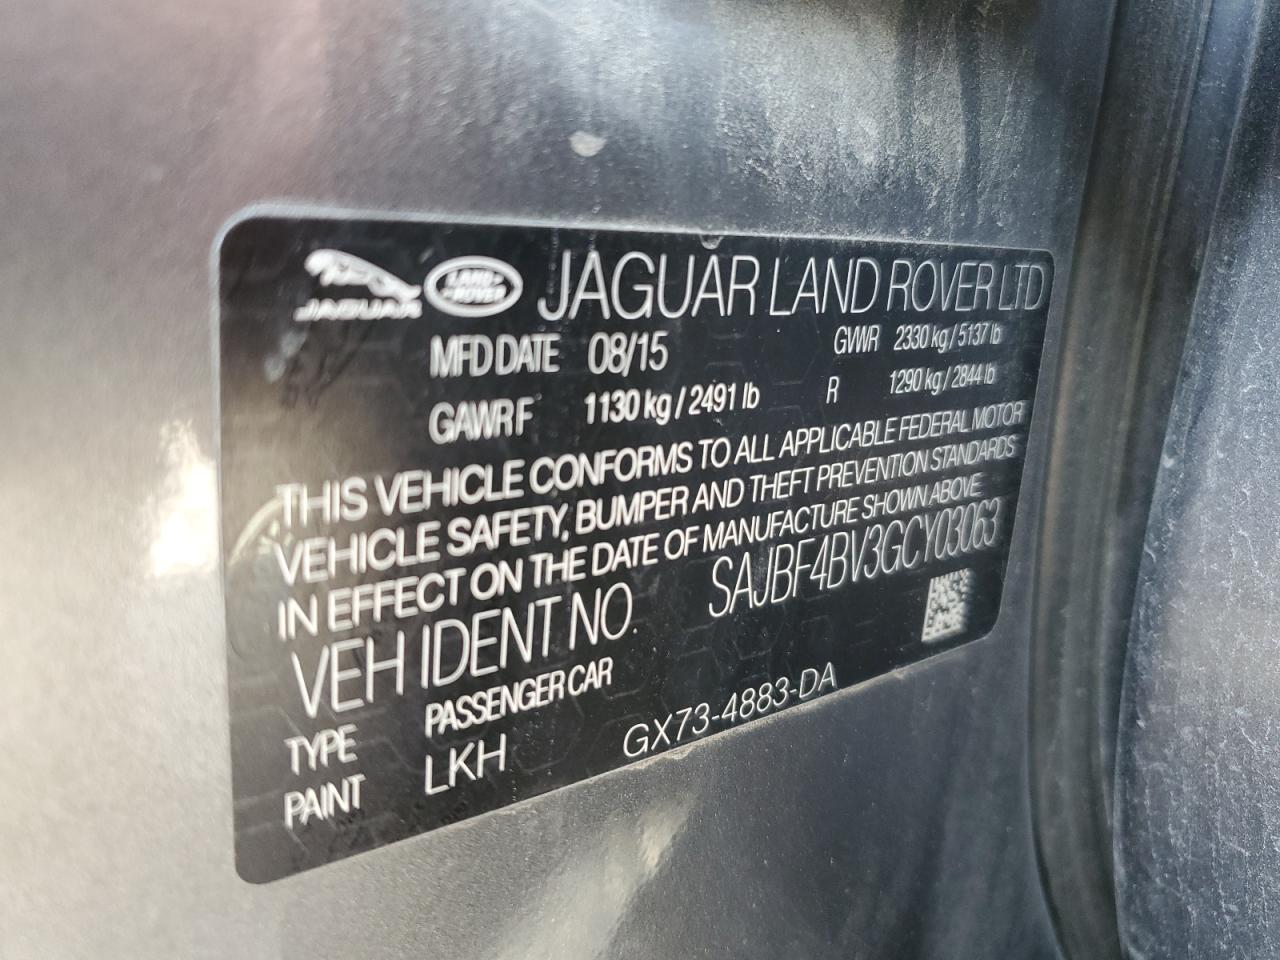 JAGUAR LAND ROVER JAGUAR LAND ROVER LTD
MFD DATE 08/15 GVWR 2330 kg / 5137 lb
GAWR F 1130 kg / 2491 lb R 1290 kg / 2844 lb
THIS VEHICLE CONFORMS TO ALL APPLICABLE FEDERAL MOTOR
VEHICLE SAFETY, BUMPER AND THEFT PREVENTION STANDARDS
IN EFFECT ON THE DATE OF MANUFACTURE SHOWN ABOVE
VEH IDENT NO. SAJBF4BV3GCY03063
TYPE PASSENGER CAR
PAINT LKH GX73-4883-DA